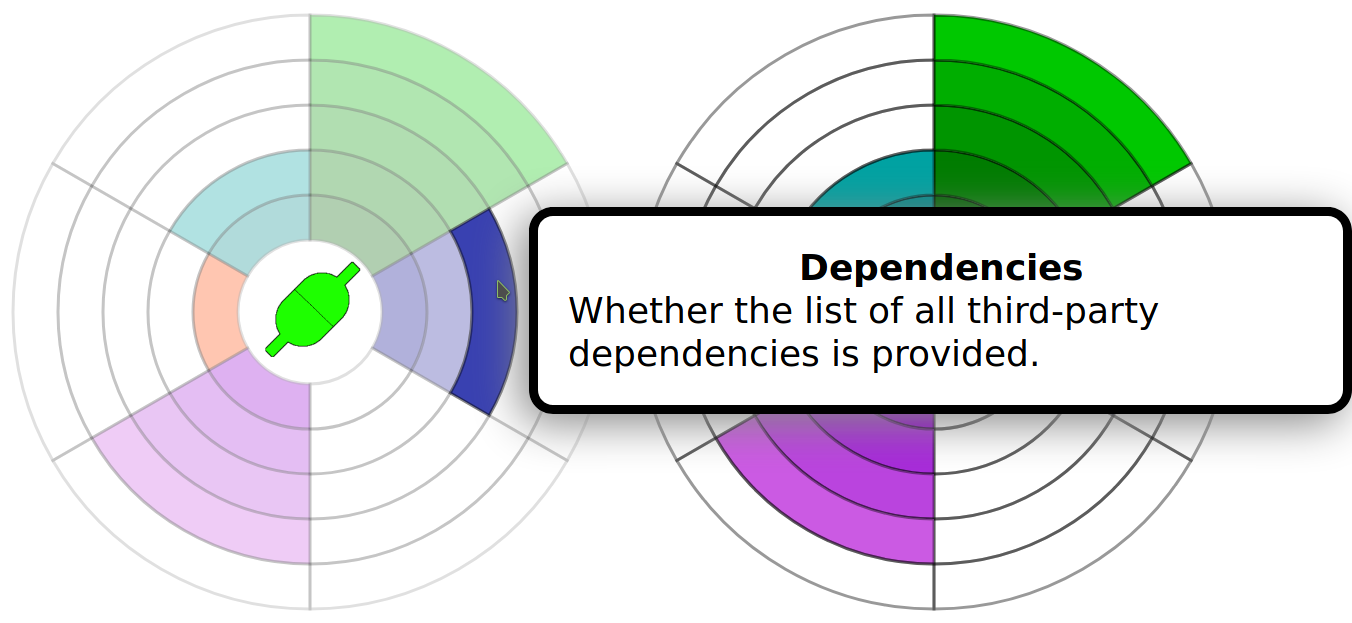 Dependencies
Whether the list of all third-party
dependencies is provided.